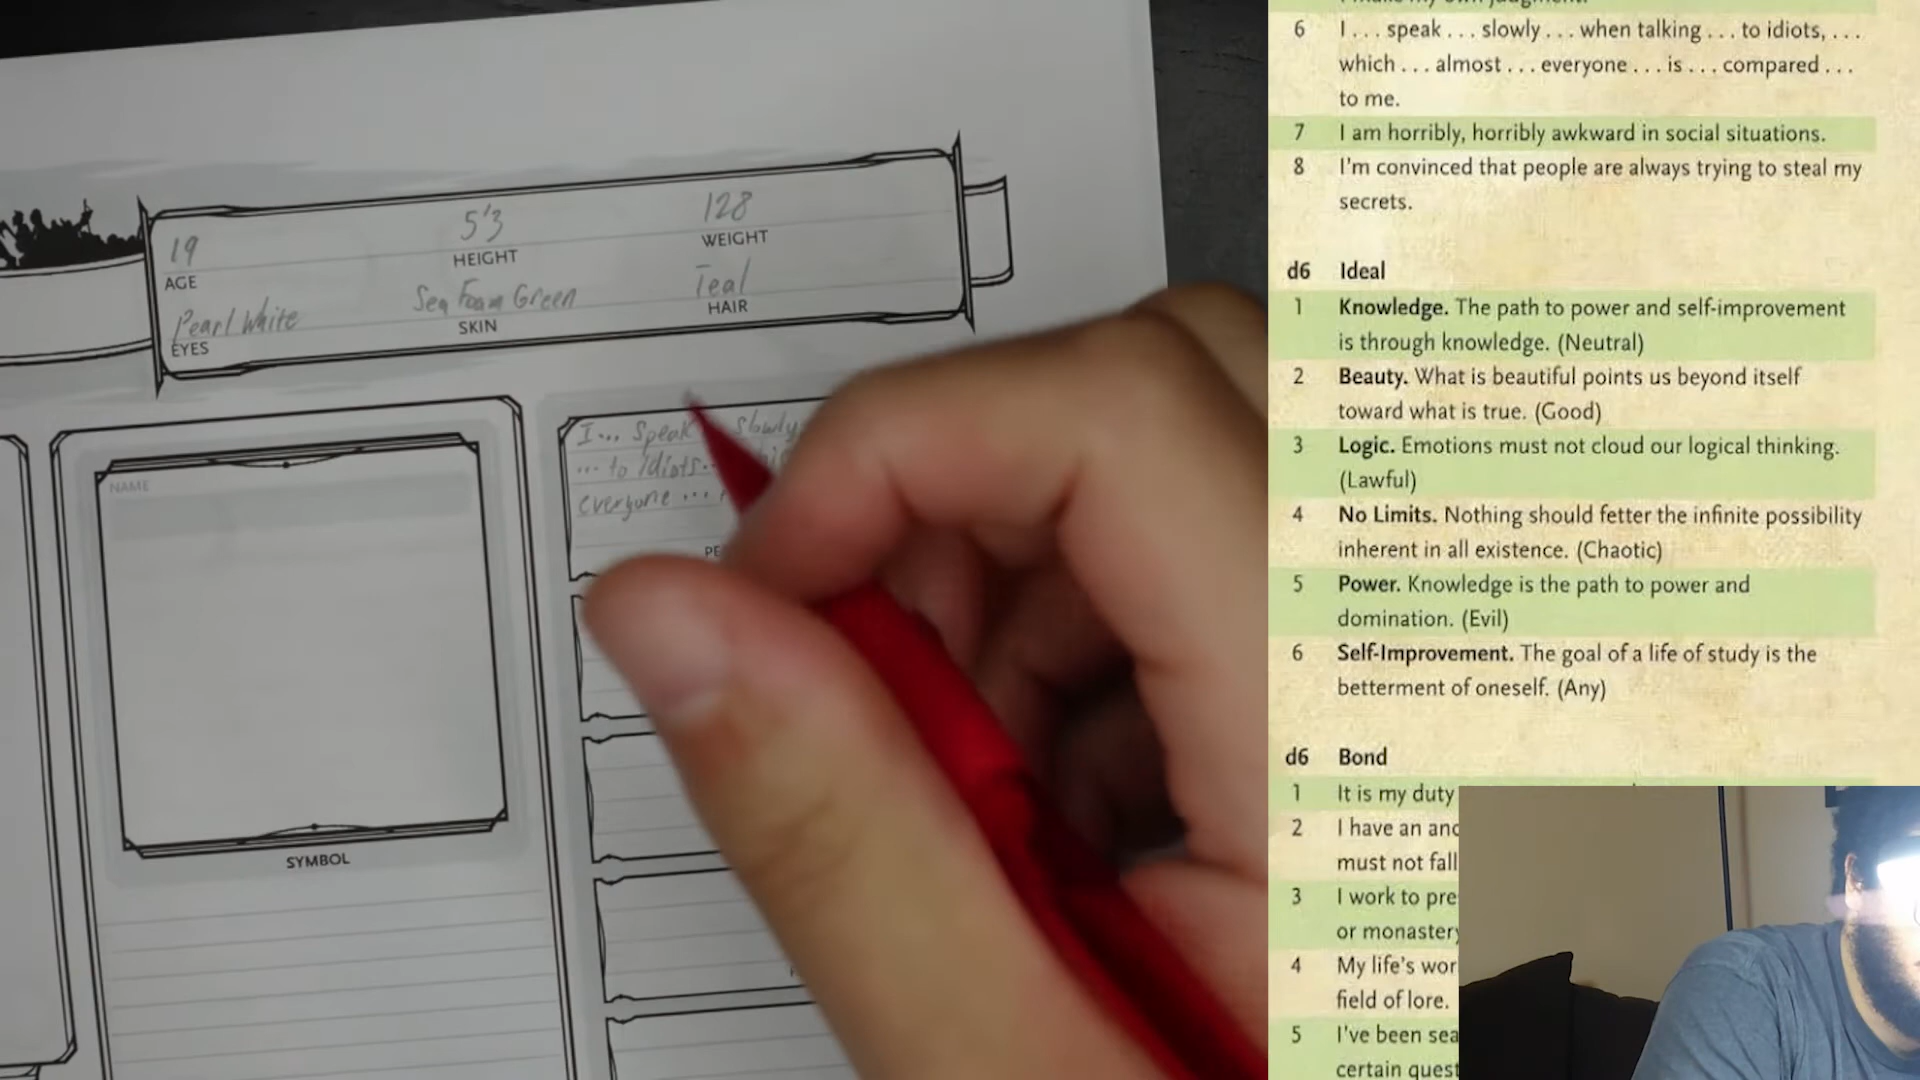 19
AGE
5'3
HEIGHT
128
WEIGHT
Pearl White
EYES
Sea Foam Green
SKIN
Teal
HAIR
NAME
SYMBOL
I... Speak slowly
... to idiots...
everyone ...
PE
6 I . . . speak . . . slowly . . . when talking . . . to idiots, . . .
which . . . almost . . . everyone . . . is . . . compared . . .
to me.
7 I am horribly, horribly awkward in social situations.
8 I'm convinced that people are always trying to steal my
secrets.
d6 Ideal
1 Knowledge. The path to power and self-improvement
is through knowledge. (Neutral)
2 Beauty. What is beautiful points us beyond itself
toward what is true. (Good)
3 Logic. Emotions must not cloud our logical thinking.
(Lawful)
4 No Limits. Nothing should fetter the infinite possibility
inherent in all existence. (Chaotic)
5 Power. Knowledge is the path to power and
domination. (Evil)
6 Self-Improvement. The goal of a life of study is the
betterment of oneself. (Any)
d6 Bond
1 It is my duty
2 I have an anc
must not fall
3 I work to pre
or monastery
4 My life's wor
field of lore.
5 I've been sea
certain quest